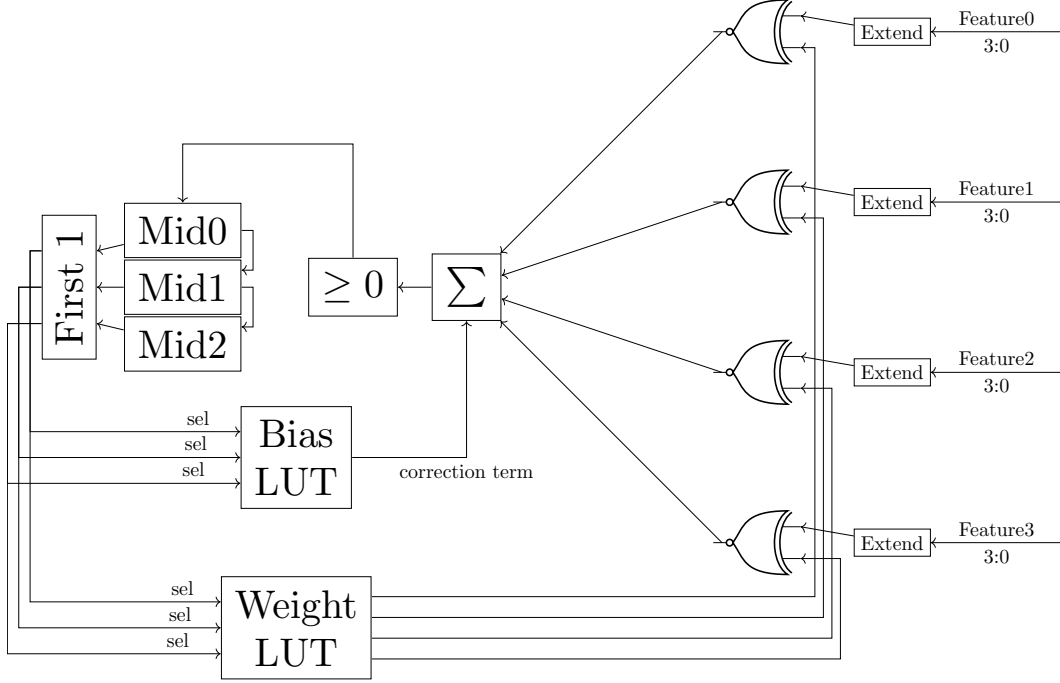 Feature0
Extend
3:0
Feature1
Extend
3:0
Mid0
First 1
Mid1
Mid2
≥ 0
∑
Feature2
Extend
3:0
sel
sel
sel
Bias
LUT
correction term
Feature3
Extend
3:0
sel
sel
sel
Weight
LUT